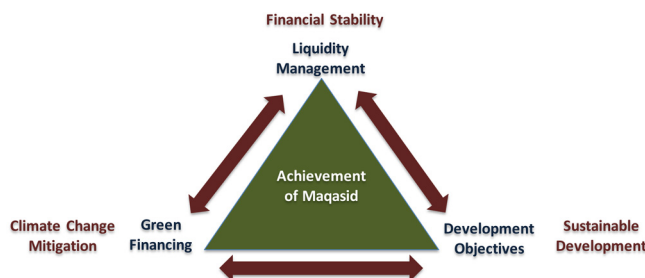 Financial Stability
Liquidity
Management
Achievement
of Maqasid
Climate Change
Mitigation
Green
Financing
Development
Objectives
Sustainable
Development